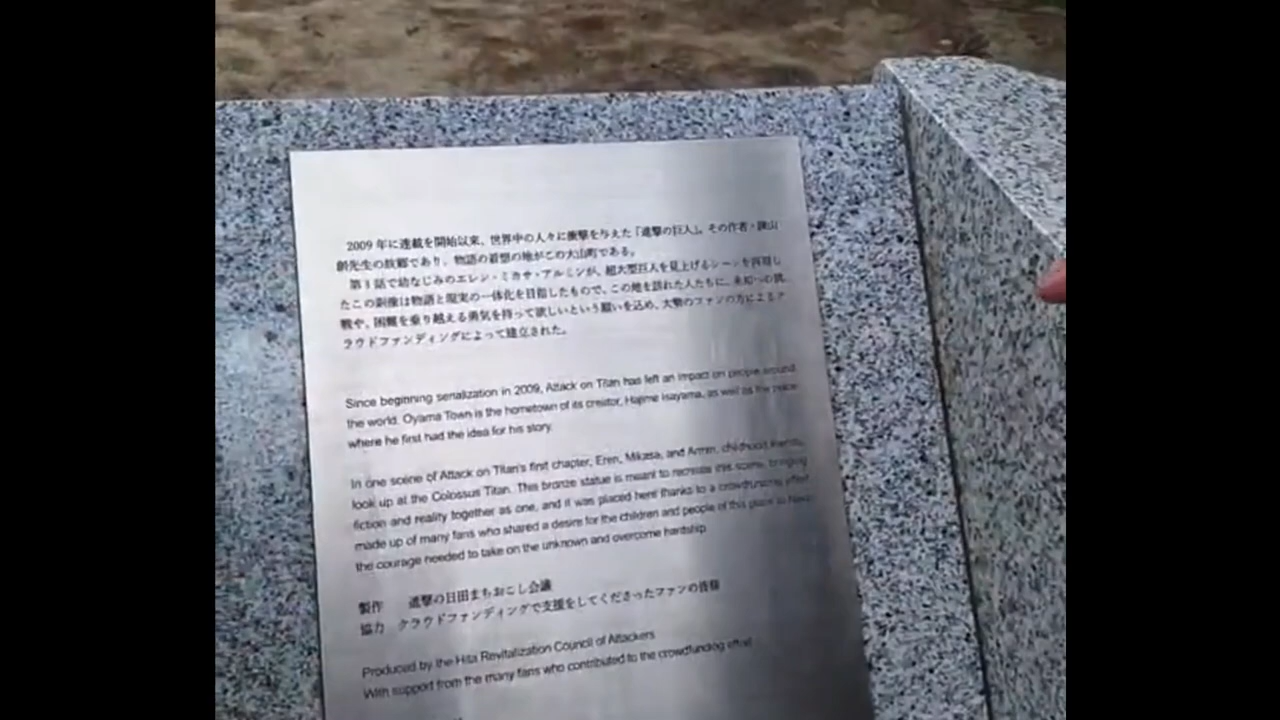 2009 年に連載を開始以来、世界中の人々に衝撃を与えた「進撃の巨人」。その作者・諫山
創先生の故郷であり、物語の着想の地がこの大山町である。
第1話で幼なじみのエレン・ミカサ・アルミンが、超大型巨人を見上げるシーンを再現し
たこの銅像は物語と現実の一体化を目指したもので、この地を訪れた人たちに、未知への挑
戦や、困難を乗り越える勇気を持って欲しいという願いを込め、大勢のファンの方によるク
ラウドファンディングによって建立された。
Since beginning serialization in 2009, Attack on Titan has left an impact on people around
the world. Oyama Town is the hometown of its creator, Hajime Isayama, as well as the place
where he first had the idea for his story.
In one scene of Attack on Titan's first chapter, Eren, Mikasa, and Armin, childhood friends,
look up at the Colossus Titan. This bronze statue is meant to recreate this scene, bringing
fiction and reality together as one, and it was placed here thanks to a crowdfunding effort
made up of many fans who shared a desire for the children and people of this place to have
the courage needed to take on the unknown and overcome hardship.
製作 進撃の日田まちおこし会議
協力 クラウドファンディングで支援をしてくださったファンの皆様
Produced by the Hita Revitalization Council of Attackers
With support from the many fans who contributed to the crowdfunding effort